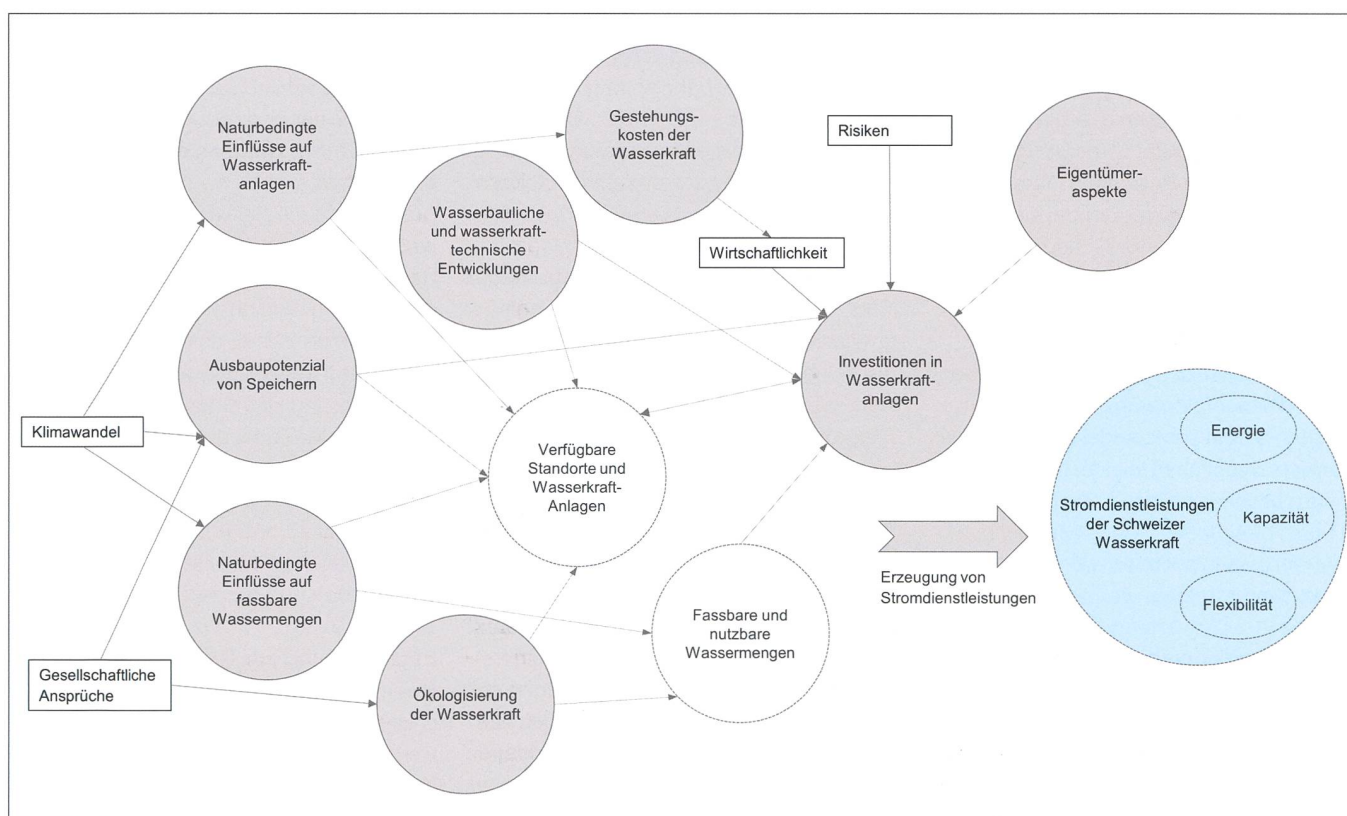 Naturbedingte
Einflüsse auf
Wasserkraft-
anlagen
Gestehungs-
kosten der
Wasserkraft
Risiken
Eigentümer-
aspekte
Wasserbauliche
und wasserkraft-
technische
Entwicklungen
Wirtschaftlichkeit
Ausbaupotenzial
von Speichern
Investitionen in
Wasserkraft-
anlagen
Klimawandel
Verfügbare
Standorte und
Wasserkraft-
Anlagen
Energie
Stromdienstleistungen
der Schweizer
Wasserkraft
Kapazität
Flexibilität
Naturbedingte
Einflüsse auf
fassbare
Wassermengen
Erzeugung von
Stromdienstleistungen
Fassbare und
nutzbare
Wassermengen
Gesellschaftliche
Ansprüche
Ökologisierung
der Wasserkraft